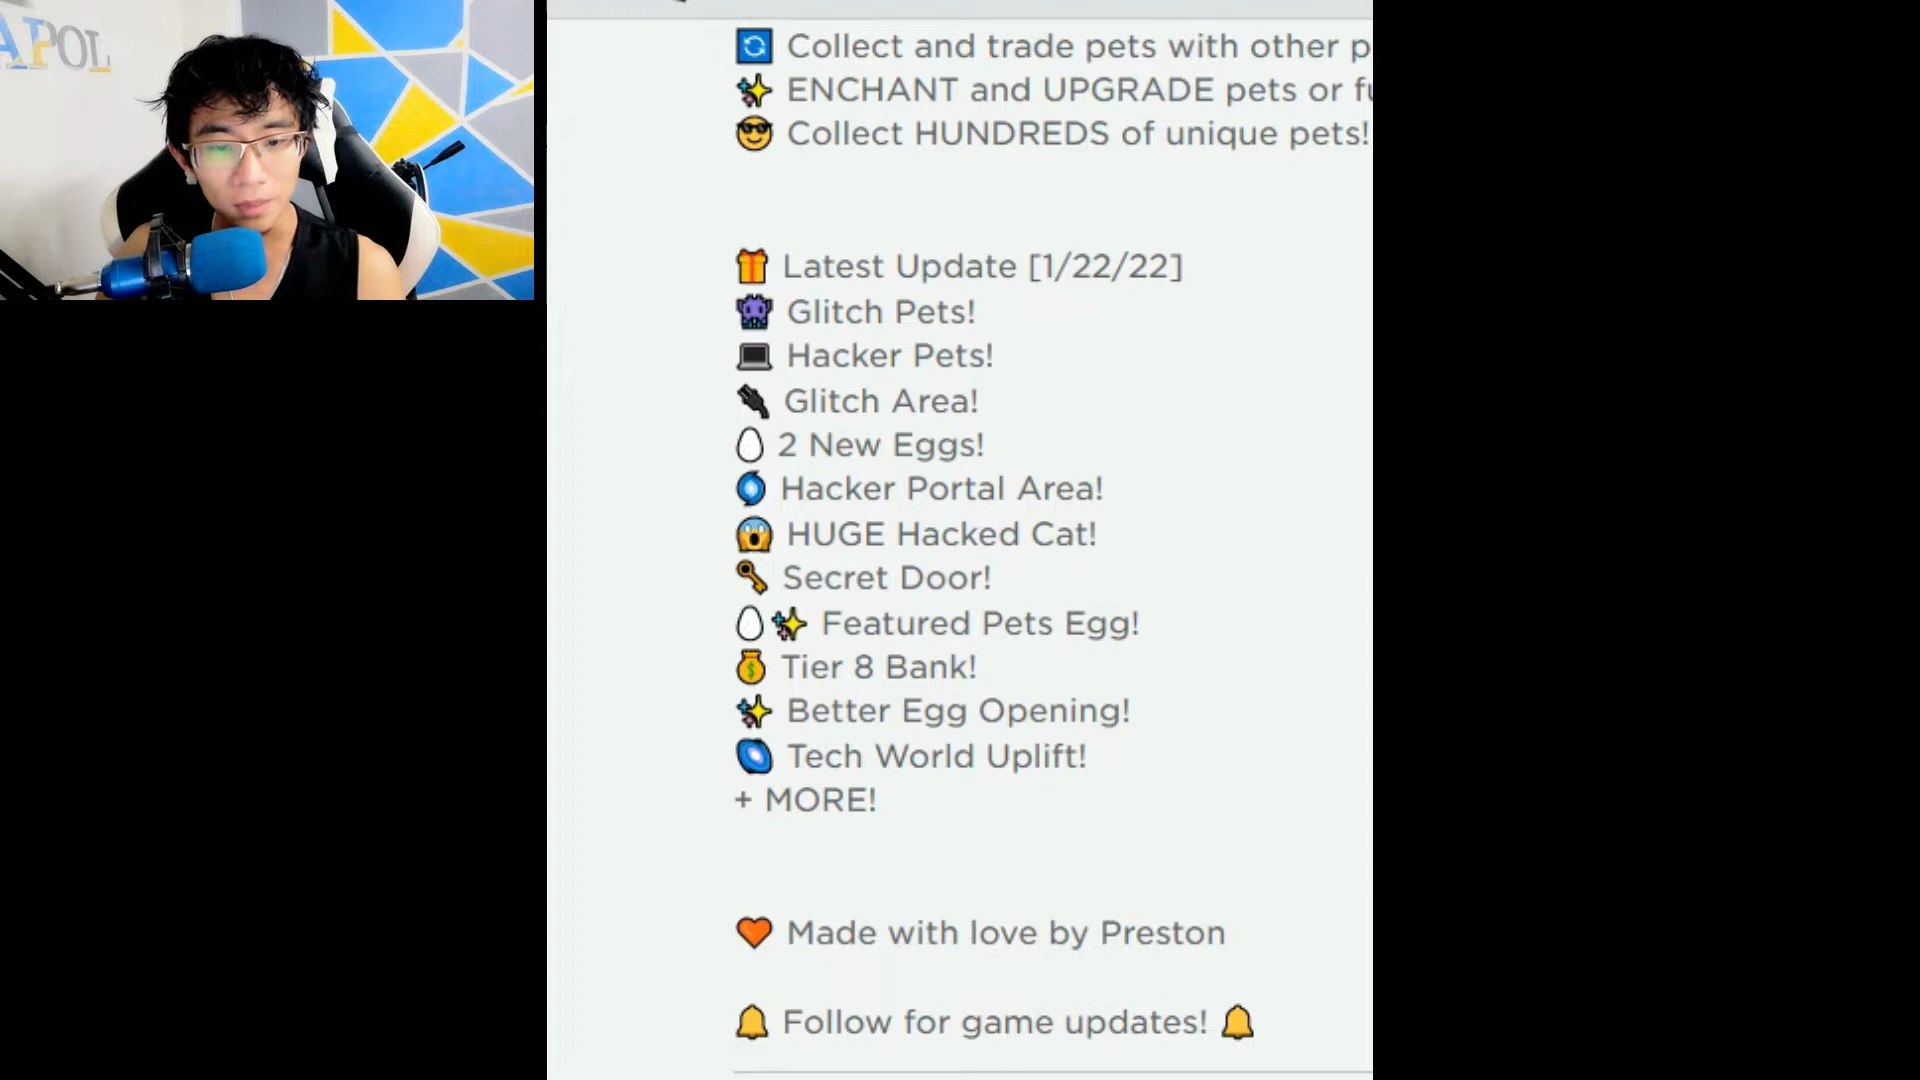 JOPAPOL
🔄 Collect and trade pets with other p
✨ ENCHANT and UPGRADE pets or fu
😎 Collect HUNDREDS of unique pets!
🎁 Latest Update [1/22/22]
👾 Glitch Pets!
💻 Hacker Pets!
🔌 Glitch Area!
🥚 2 New Eggs!
🌀 Hacker Portal Area!
😱 HUGE Hacked Cat!
🗝 Secret Door!
🥚✨ Featured Pets Egg!
💰 Tier 8 Bank!
✨ Better Egg Opening!
🌌 Tech World Uplift!
+ MORE!
🧡 Made with love by Preston
🔔 Follow for game updates! 🔔